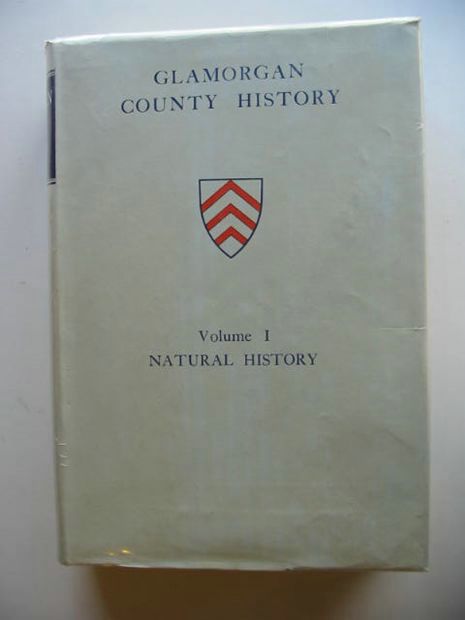 GLAMORGAN
COUNTY HISTORY
Volume I
NATURAL HISTORY